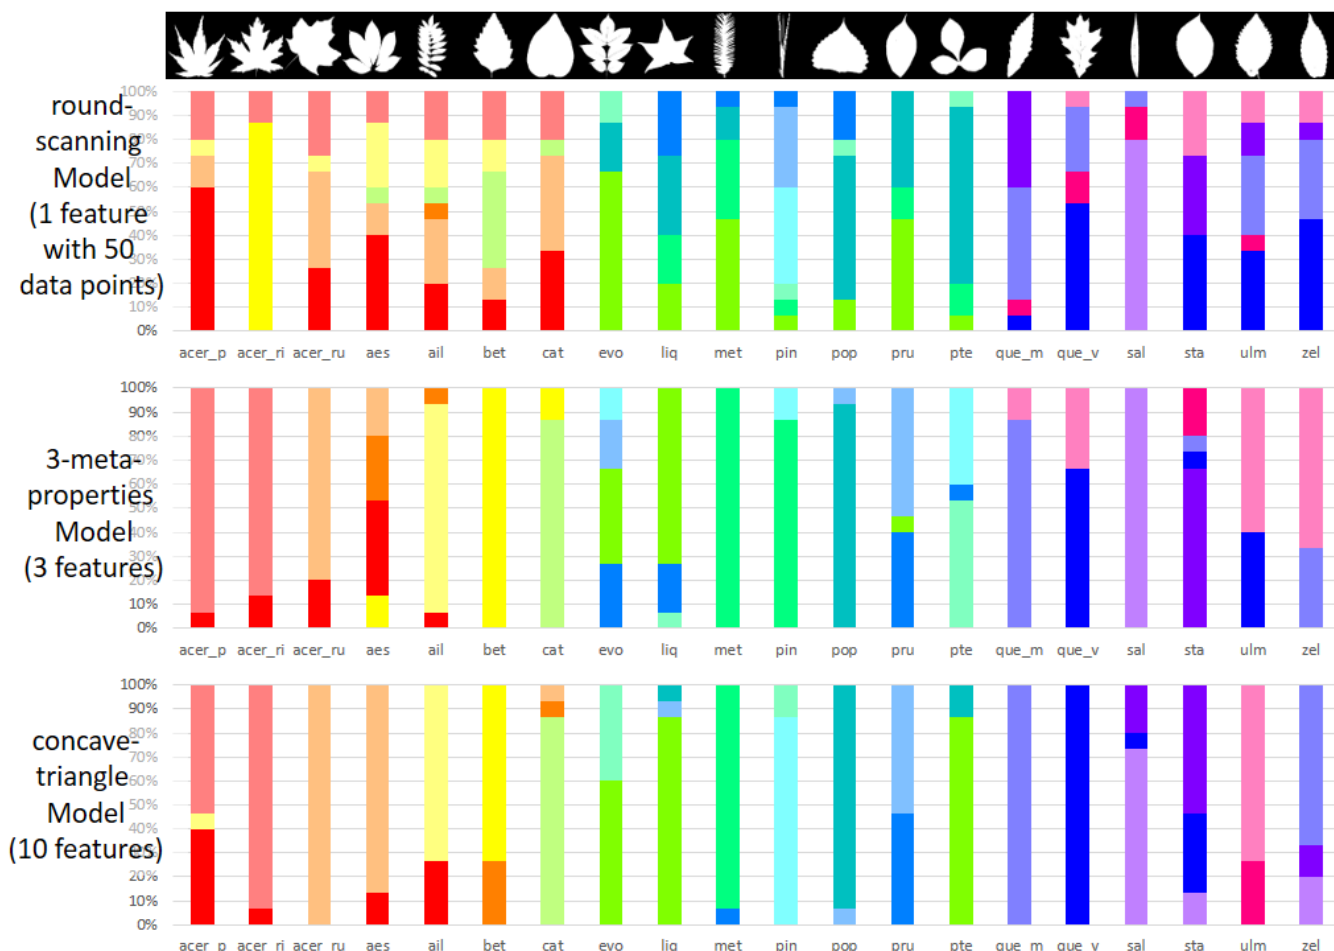 100%
round-
90%
scanning
80%
Model
70%
60%
(1 feature
50%
with 50
40%
30%
data points)
20%
10%
0%
acer_p acer_ri acer_ru aes ail bet cat evo liq met pin pop pru pte que_m que_v sal sta ulm zel
100%
90%
80%
3-meta-
70%
properties
60%
50%
Model
40%
30%
(3 features)
20%
10%
0%
acer_p acer_ri acer_ru aes ail bet cat evo liq met pin pop pru pte que_m que_v sal sta ulm zel
100%
90%
80%
concave-
70%
triangle
60%
50%
Model
40%
(10 features)
30%
20%
10%
0%
acer_p acer_ri acer_ru aes ail bet cat evo liq met pin pop pru pte que_m que_v sal sta ulm zel